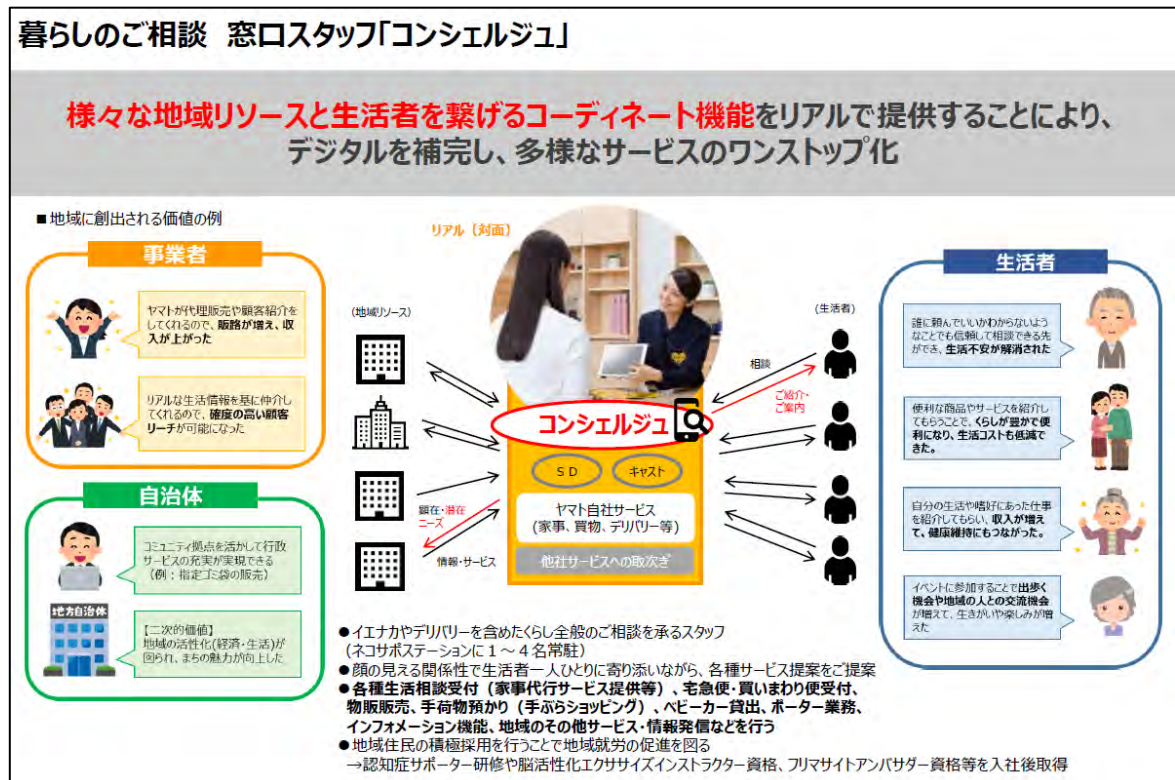 暮らしのご相談 窓口スタッフ「コンシェルジュ」
様々な地域リソースと生活者を繋げるコーディネート機能をリアルで提供することにより、
デジタルを補完し、多様なサービスのワンストップ化
■地域に創出される価値の例
事業者
ヤマトが代理販売や顧客紹介を
してくれるので、販路が増え、収
入が上がった
リアルな生活情報を基に仲介し
てくれるので、確度の高い顧客
リーチが可能になった
自治体
コミュニティ拠点を活かして行政
サービスの充実が実現できる
（例：指定ゴミ袋の販売）
地方自治体
【二次的価値】
地域の活性化(経済・生活)が
図られ、まちの魅力が向上した
リアル（対面）
（地域リソース）
（生活者）
相談
ご紹介・
ご案内
コンシェルジュ
ＳＤ
キャスト
ヤマト自社サービス
(家事、買物、デリバリー等)
他社サービスへの取次ぎ
顕在・潜在
ニーズ
情報・サービス
生活者
誰に頼んでいいかわからないよう
なことでも信頼して相談できる先
ができ、生活不安が解消された
便利な商品やサービスを紹介し
てもらうことで、くらしが豊かで便
利になり、生活コストも低減で
きた。
自分の生活や嗜好にあった仕事
を紹介してもらい、収入が増え
て、健康維持にもつながった。
イベントに参加することで出歩く
機会や地域の人との交流機会
が増えて、生きがいや楽しみが増
えた
●イエナカやデリバリーを含めたくらし全般のご相談を承るスタッフ
（ネコサポステーションに１～４名常駐）
●顔の見える関係性で生活者一人ひとりに寄り添いながら、各種サービス提案をご提案
●各種生活相談受付（家事代行サービス提供等）、宅急便・買いまわり便受付、
物販販売、手荷物預かり（手ぶらショッピング）、ベビーカー貸出、ポーター業務、
インフォメーション機能、地域のその他サービス・情報発信などを行う
●地域住民の積極採用を行うことで地域就労の促進を図る
→認知症サポーター研修や脳活性化エクササイズインストラクター資格、フリマサイトアンバサダー資格等を入社後取得